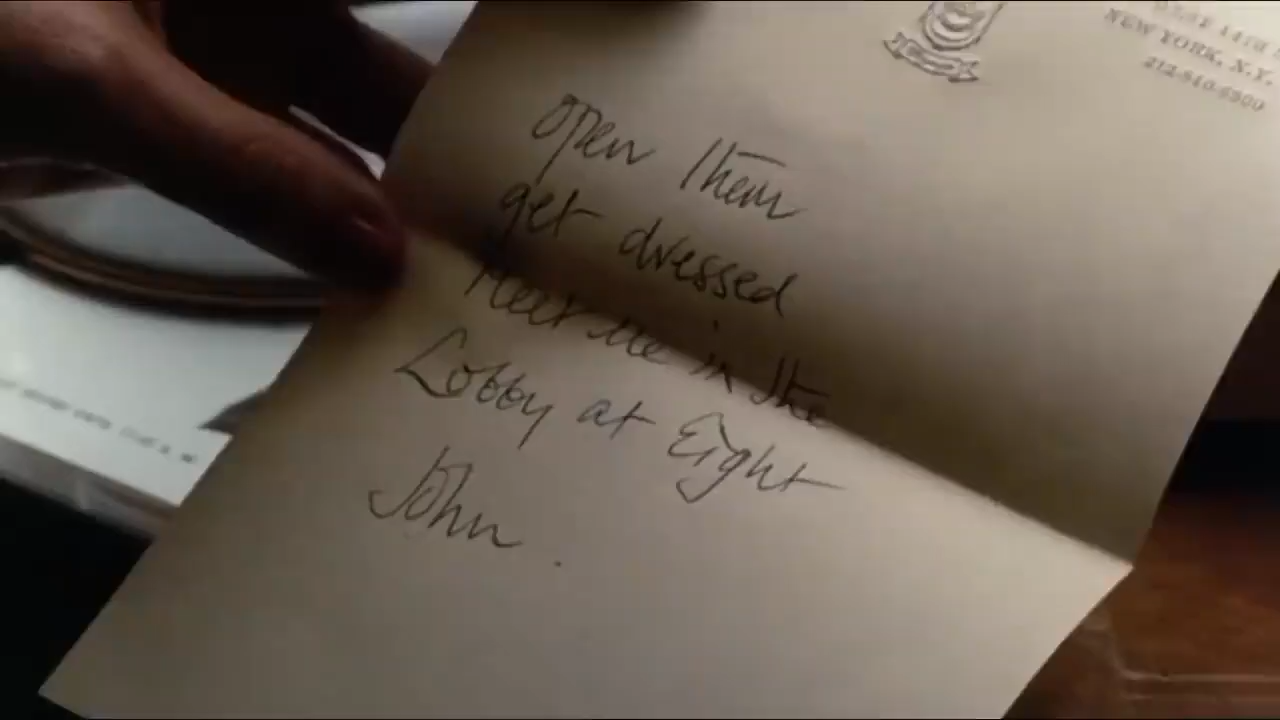 NEW YORK, N.Y.
Open Them
get dressed
Meet me in the
Lobby at Eight
John.